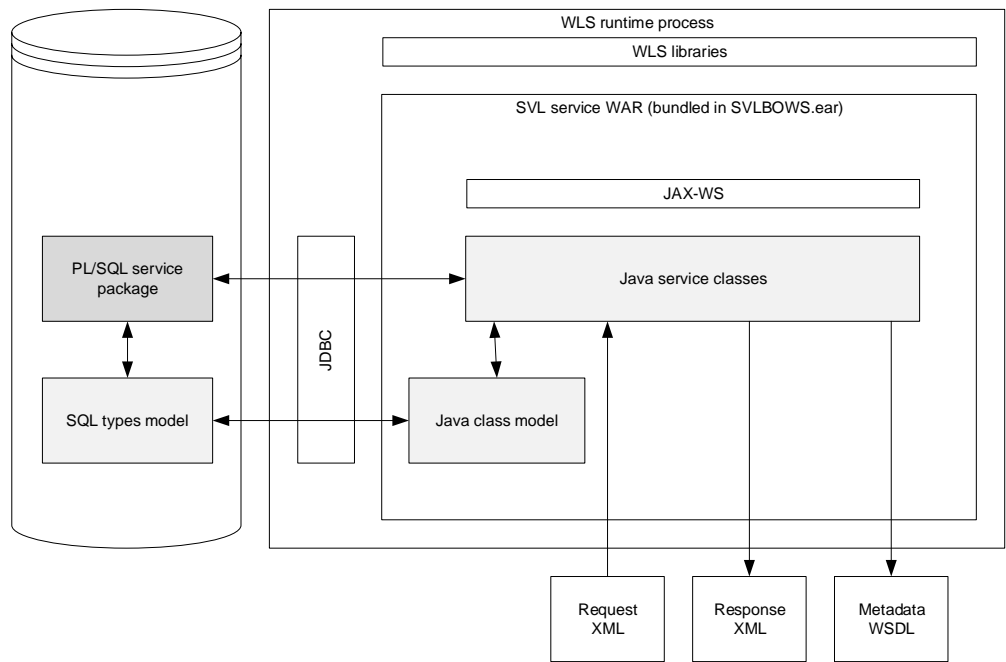 WLS runtime process
WLS libraries
SVL service WAR (bundled in SVLBOWS.ear)
JAX-WS
PL/SQL service
package
Java service classes
JDBC
SQL types model
Java class model
Request
XML
Response
XML
Metadata
WSDL